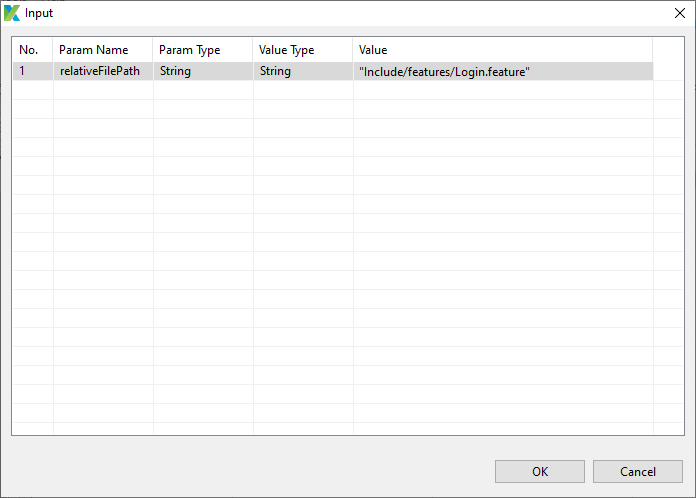 Input
No. Param Name Param Type Value Type Value
1 relativeFilePath String String "Include/features/Login.feature"
OK Cancel